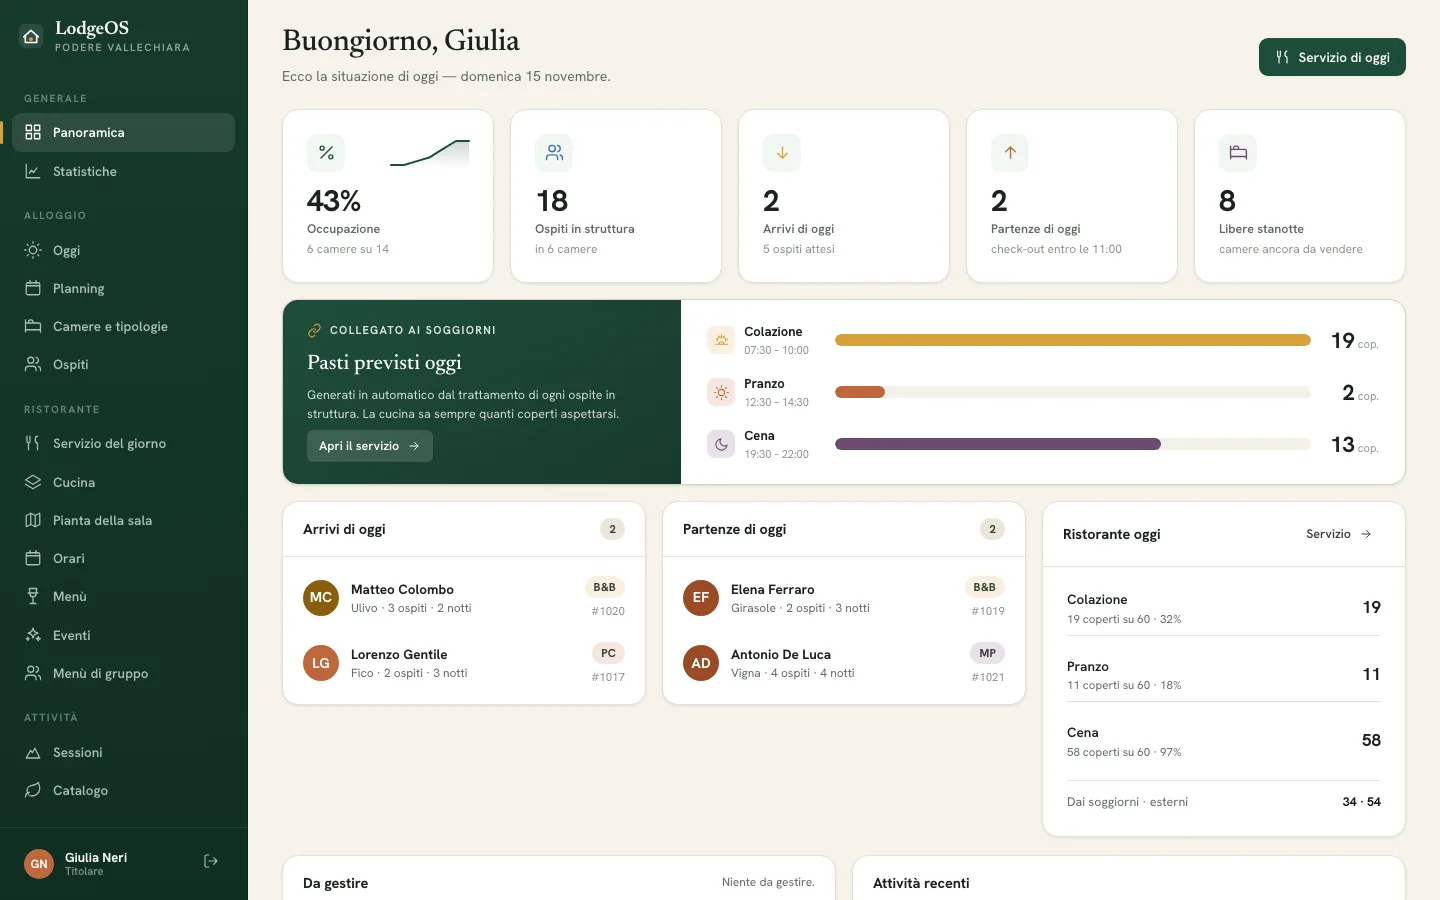 LodgeOS
PODERE VALLECHIARA
GENERALE
Panoramica
Statistiche
ALLOGGIO
Oggi
Planning
Camere e tipologie
Ospiti
RISTORANTE
Servizio del giorno
Cucina
Pianta della sala
Orari
Menù
Eventi
Menù di gruppo
ATTIVITÀ
Sessioni
Catalogo
GN
Giulia Neri
Titolare
Buongiorno, Giulia
Ecco la situazione di oggi — domenica 15 novembre.
Servizio di oggi
43%
Occupazione
6 camere su 14
18
Ospiti in struttura
in 6 camere
2
Arrivi di oggi
5 ospiti attesi
2
Partenze di oggi
check-out entro le 11:00
8
Libere stanotte
camere ancora da vendere
COLLEGATO AI SOGGIORNI
Pasti previsti oggi
Generati in automatico dal trattamento di ogni ospite in
struttura. La cucina sa sempre quanti coperti aspettarsi.
Apri il servizio
Colazione
07:30 – 10:00
19 cop.
Pranzo
12:30 – 14:30
2 cop.
Cena
19:30 – 22:00
13 cop.
Arrivi di oggi
2
MC
Matteo Colombo
Ulivo · 3 ospiti · 2 notti
B&B
#1020
LG
Lorenzo Gentile
Fico · 2 ospiti · 3 notti
PC
#1017
Partenze di oggi
2
EF
Elena Ferraro
Girasole · 2 ospiti · 3 notti
B&B
#1019
AD
Antonio De Luca
Vigna · 4 ospiti · 4 notti
MP
#1021
Ristorante oggi
Servizio
Colazione
19 coperti su 60 · 32%
19
Pranzo
11 coperti su 60 · 18%
11
Cena
58 coperti su 60 · 97%
58
Dai soggiorni · esterni
34 · 54
Da gestire
Niente da gestire.
Attività recenti